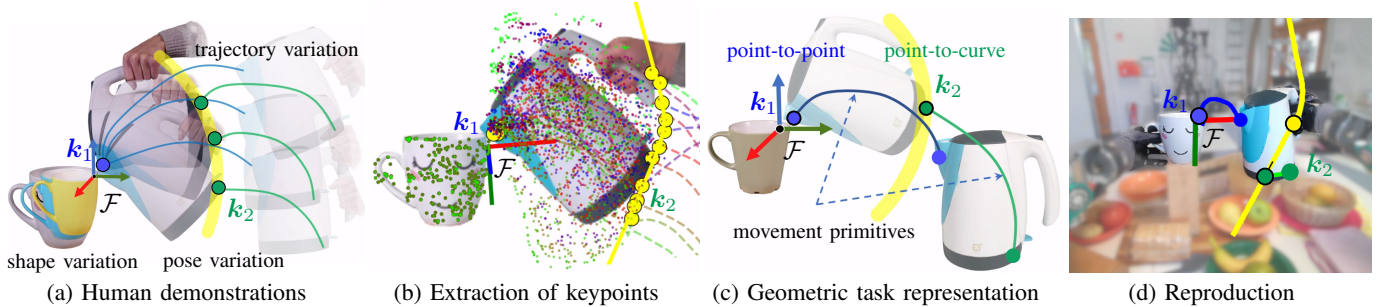 trajectory variation
k₁
k₂
F
shape variation
pose variation
(a) Human demonstrations
k₁
F
k₂
(b) Extraction of keypoints
point-to-point
point-to-curve
k₁
k₂
F
movement primitives
(c) Geometric task representation
k₁
F
k₂
(d) Reproduction